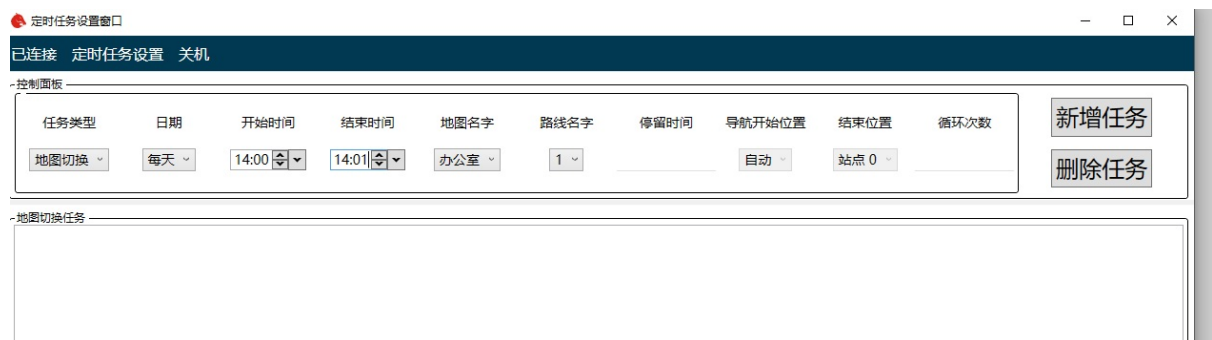 定时任务设置窗口
已连接 定时任务设置 关机
控制面板
任务类型 日期 开始时间 结束时间 地图名字 路线名字 停留时间 导航开始位置 结束位置 循环次数
地图切换 每天 14:00 14:01 办公室 1 自动 站点 0
新增任务
删除任务
地图切换任务